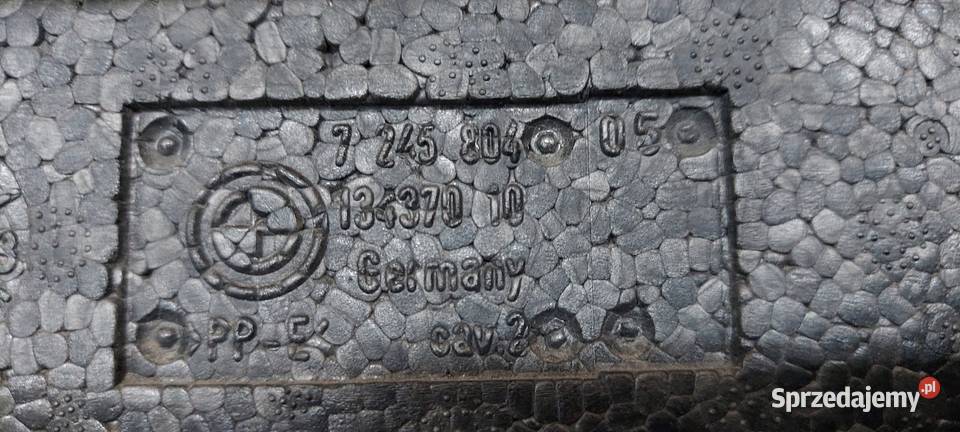 7 245 804 05
134370 10
Germany
>PP-E<
cav.2
Sprzedajemy.pl